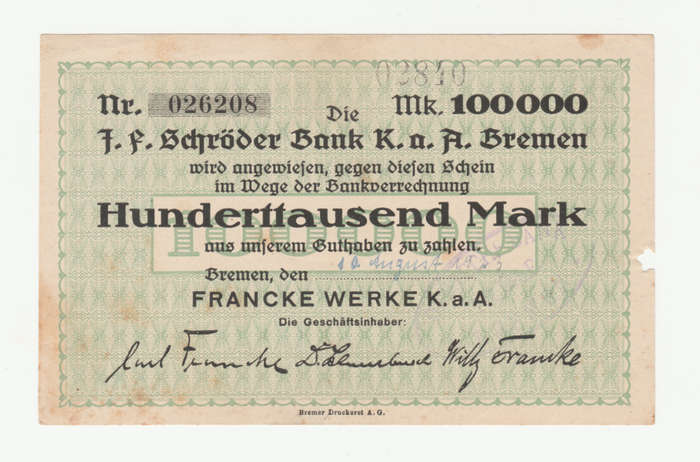 02840
Nr. 026208
Die
Mk. 100000
J. F. Schröder Bank K. a. A. Bremen
wird angewiesen, gegen diesen Schein
im Wege der Bankverrechnung
100000
Hunderttausend Mark
aus unserem Guthaben zu zahlen.
Bremen, den 10 August 1923
FRANCKE WERKE K. a. A.
Die Geschäftsinhaber:
Carl Francke Willy Francke
Bremer Druckerei A. G.